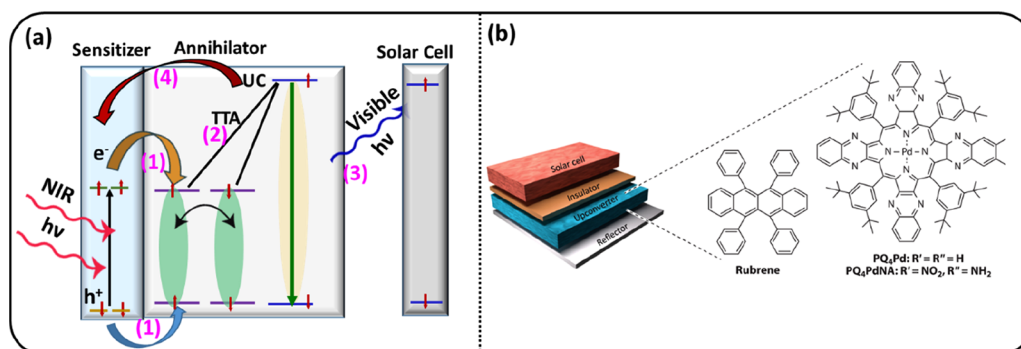 (a)
Sensitizer
Annihilator
Solar Cell
(4)
UC
TTA
(2)
Visible
hν
(3)
e-
(1)
NIR
hν
h+
(1)
(b)
Solar cell
Insulator
Upconverter
Reflector
Rubrene
N
N
N
N
N
N
Pd
N
N
N
N
N
N
PQ₄Pd: R′ = R″ = H
PQ₄PdNA: R′ = NO₂, R″ = NH₂